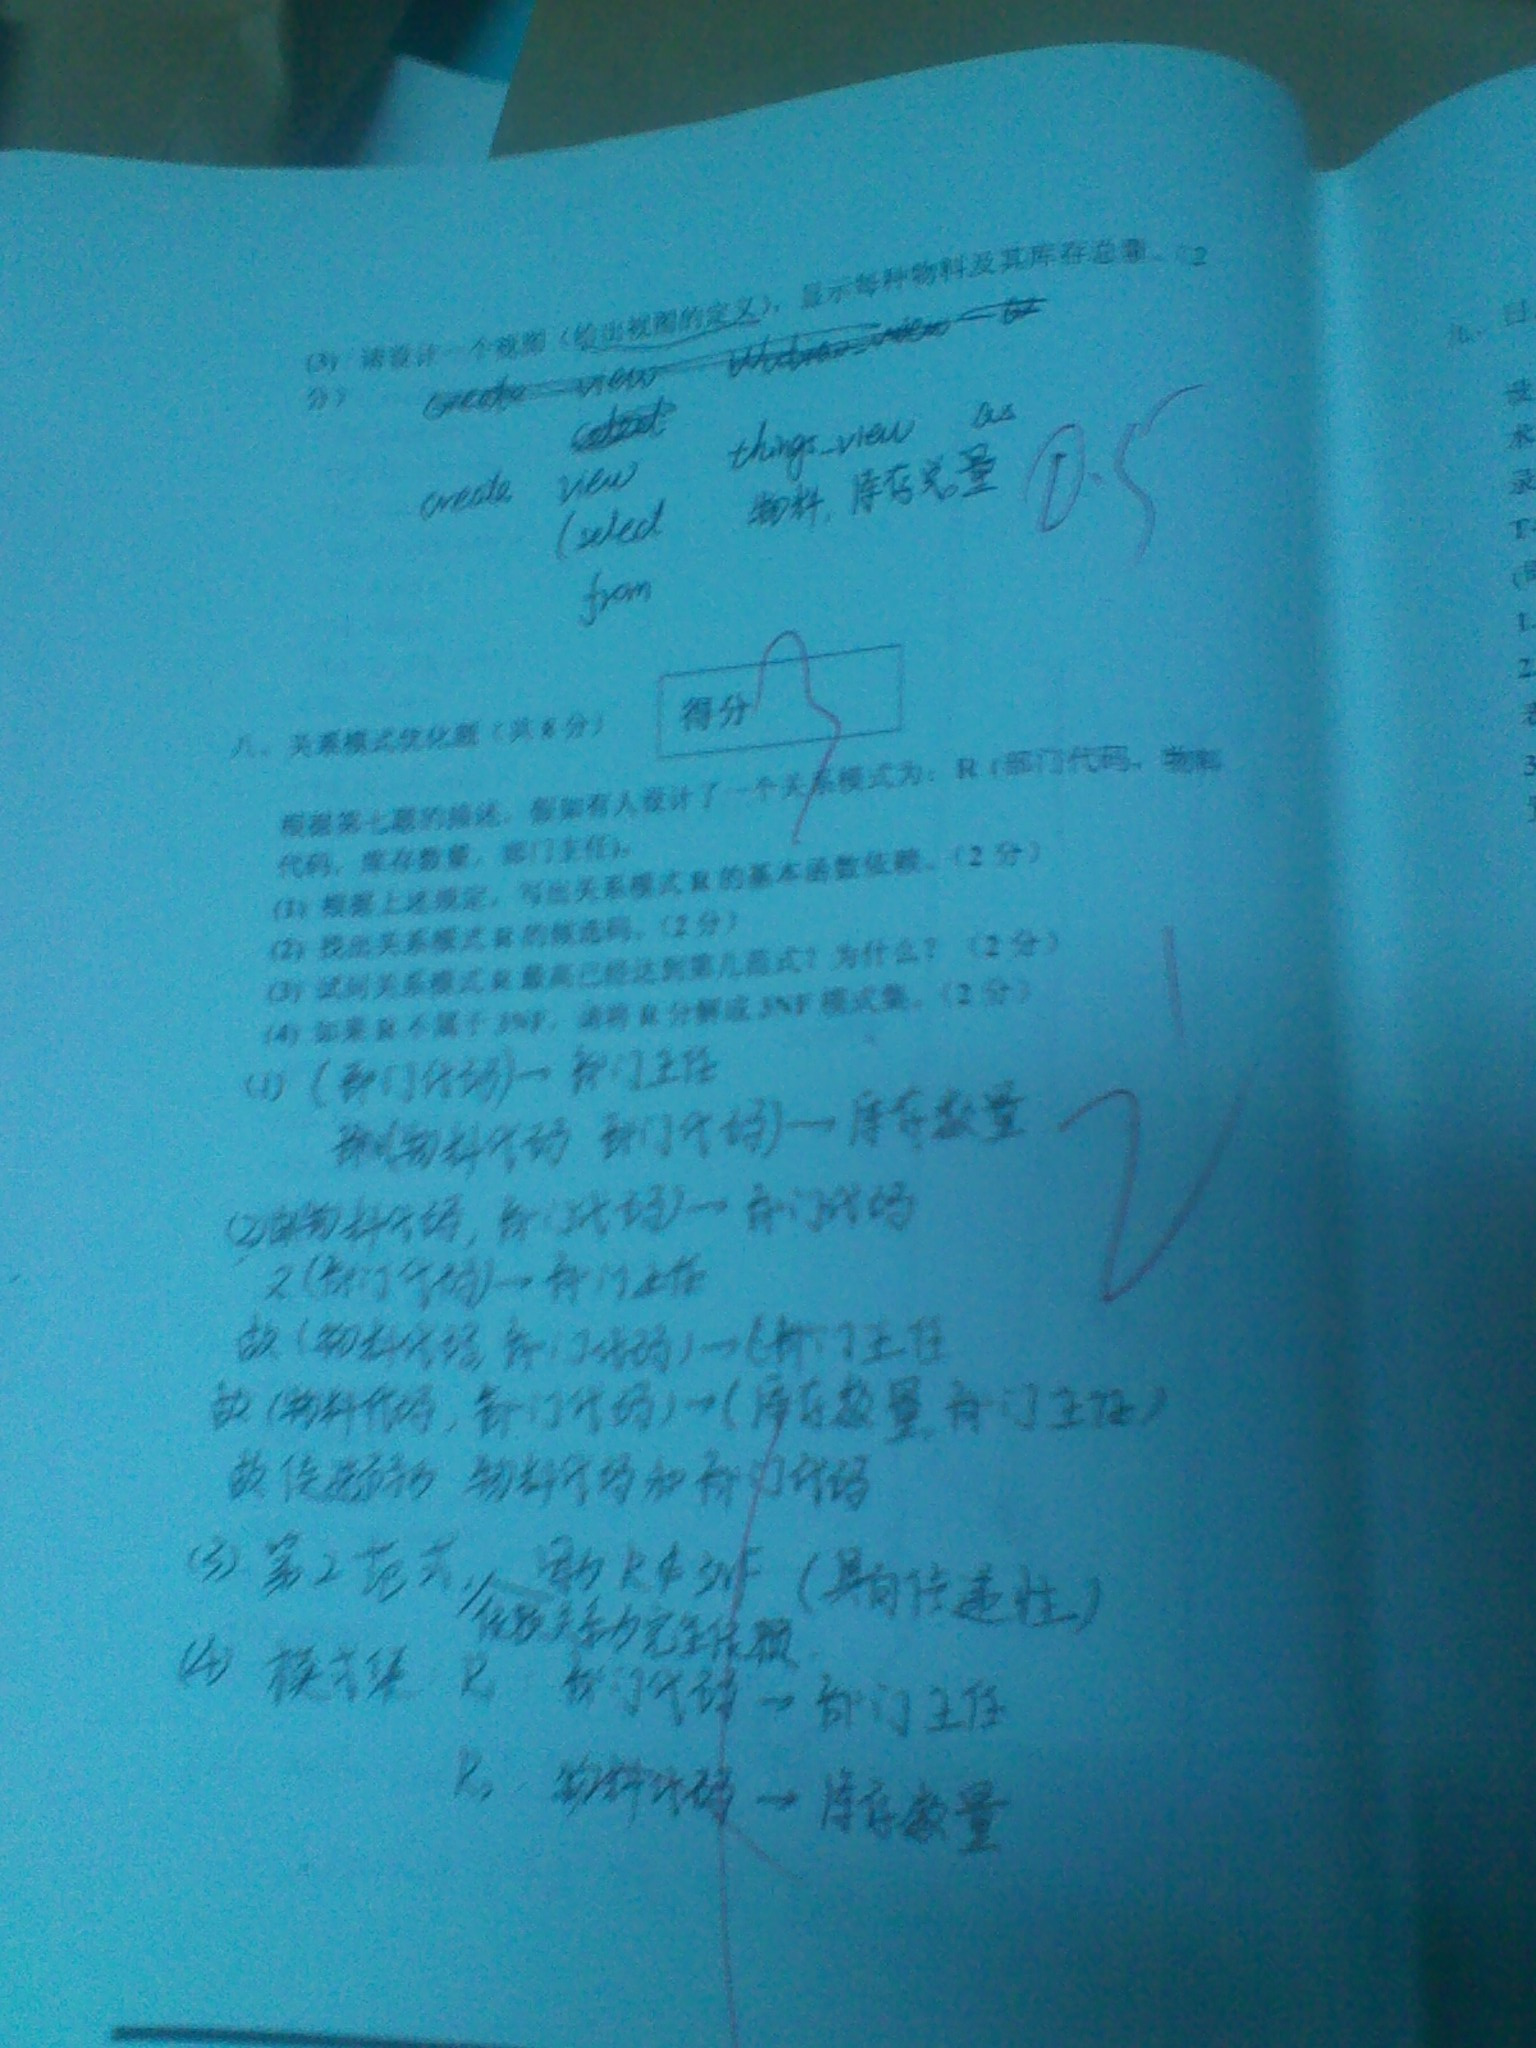 (3) 请设计一个视图（给出视图的定义），显示每种物料及其库存总量。（2
分）
create view as
select
create view things_view as
(select 物料, 库存总量
from
0.5
八、关系模式优化题（共8分）
得分 3
根据第七题的描述，假如有人设计了一个关系模式为：R（部门代码，物料
代码，库存数量，部门主任）。
(1) 根据上述规定，写出关系模式R的基本函数依赖。（2分）
(2) 找出关系模式R的候选码。（2分）
(3) 试问关系模式R最高已经达到第几范式？为什么？（2分）
(4) 如果R不属于3NF，请将R分解成3NF模式集。（2分）
(1) (部门代码)→部门主任
(物料代码 部门代码)→库存数量
(2) (物料代码, 部门代码)→部门代码
又(部门代码)→部门主任
故(物料代码, 部门代码)→(部门主任
故(物料代码, 部门代码)→(库存数量, 部门主任)
物料代码和部门代码
(3) 第2范式, R∉3NF (具有传递性)
关系为完全依赖
(4) 模式集 R 部门代码→部门主任
R 物料代码→库存数量
1
2
九、
1.
2.
3